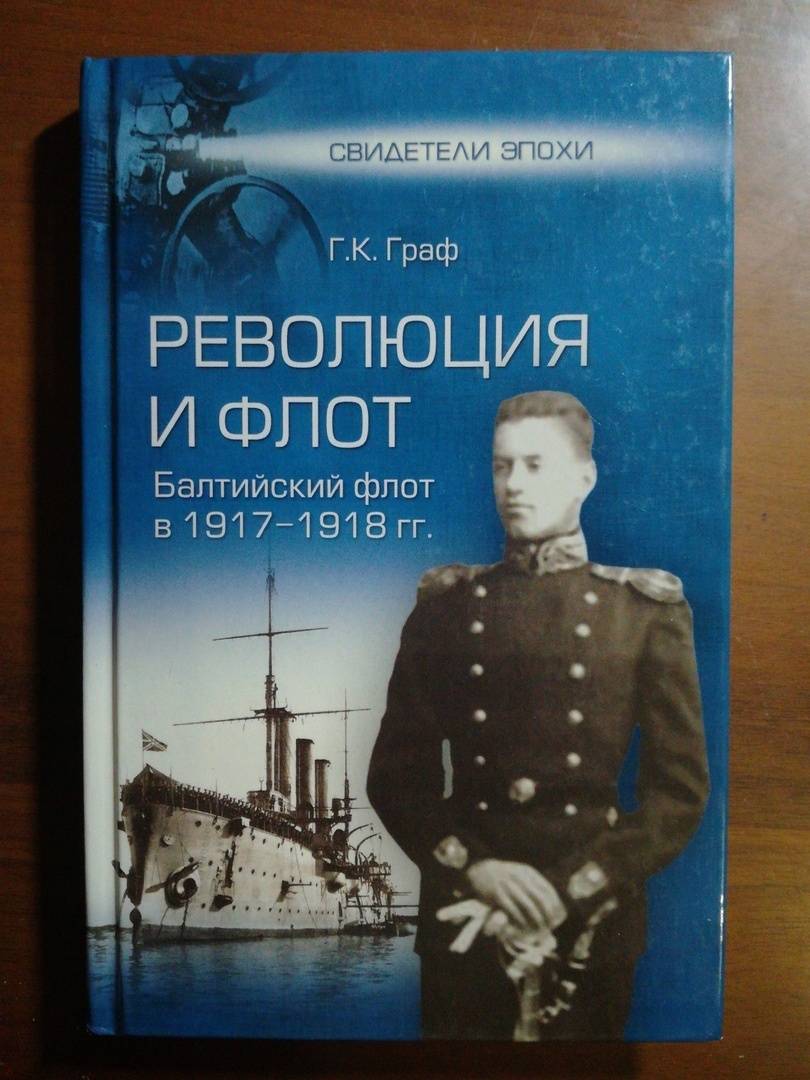 СВИДЕТЕЛИ ЭПОХИ
Г.К. Граф
РЕВОЛЮЦИЯ
И ФЛОТ
Балтийский флот
в 1917–1918 гг.